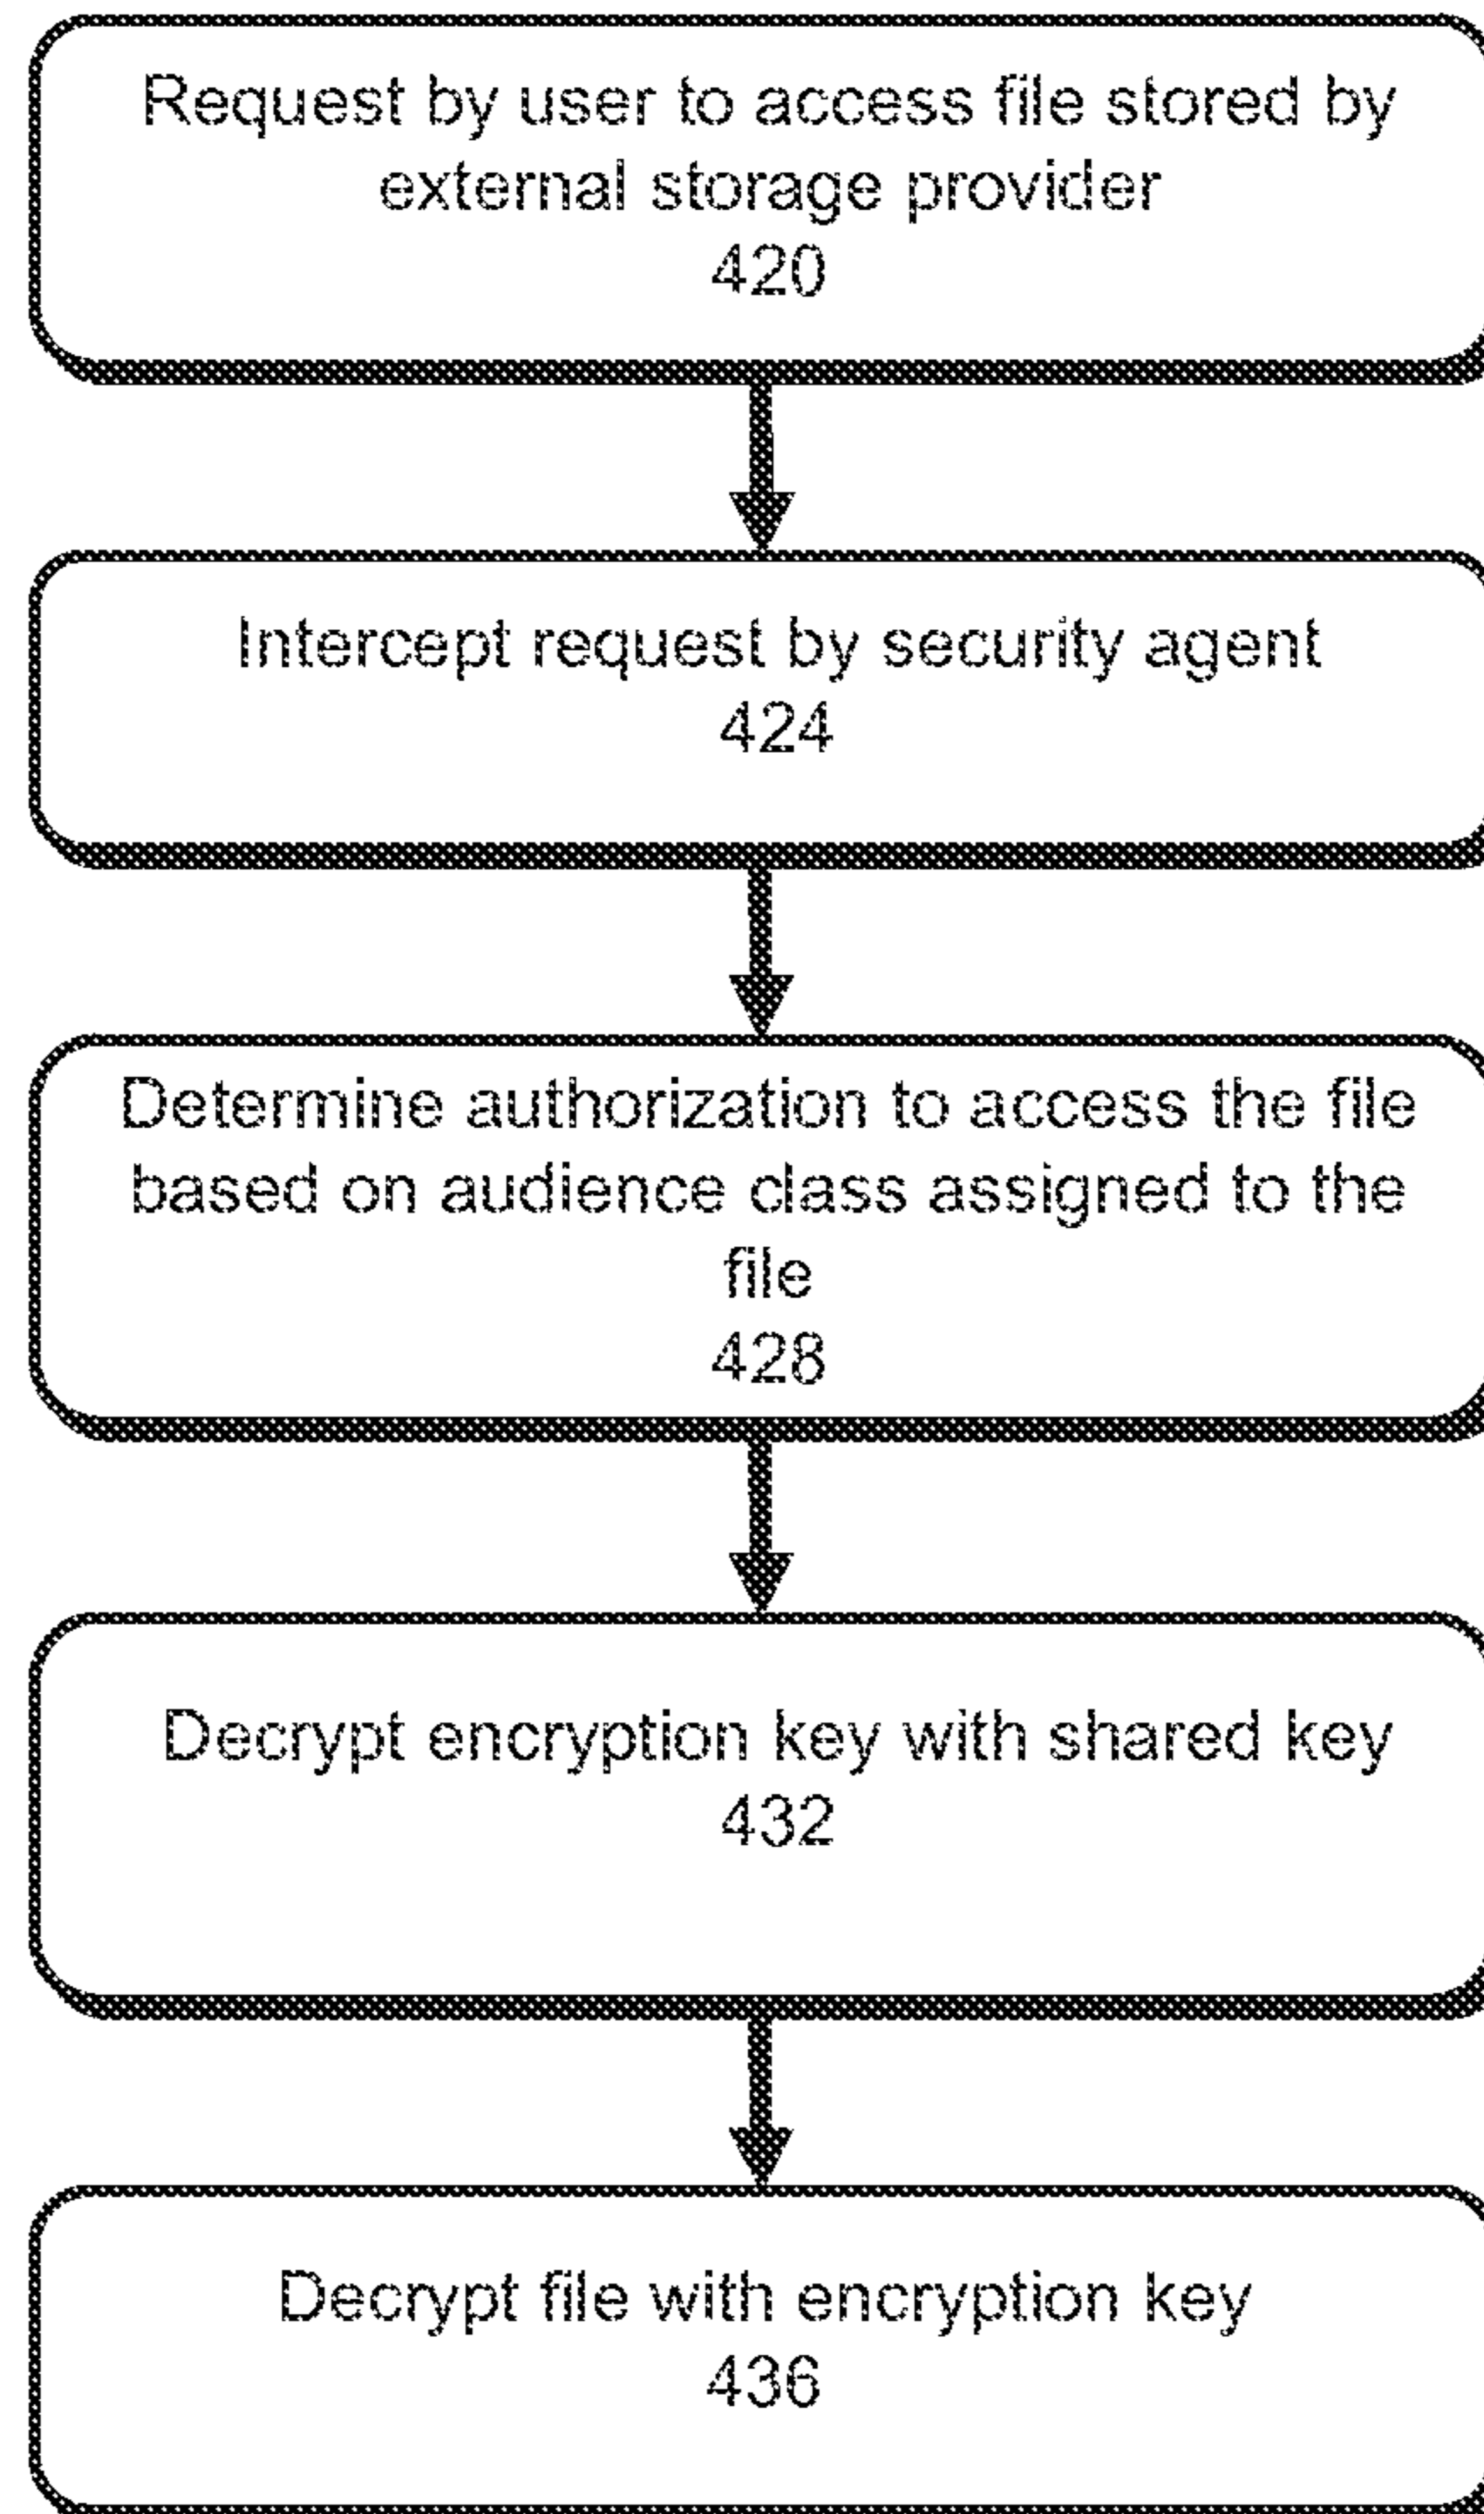 Request by user to access file stored by
external storage provider
420
Intercept request by security agent
424
Determine authorization to access the file
based on audience class assigned to the
file
428
Decrypt encryption key with shared key
432
Decrypt file with encryption key
436